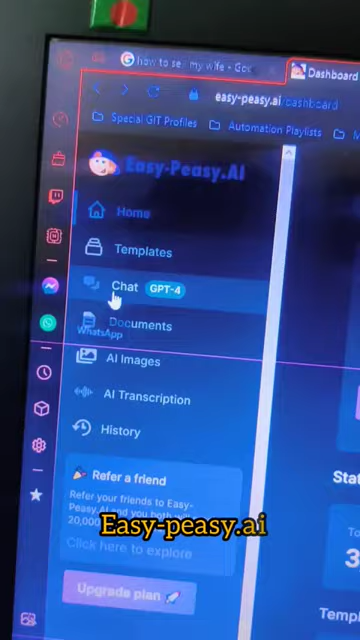 how to se - my wife - Goo
Dashboard
easy-peasy.ai/dashboard
Special GIT Profiles
Automation Playlists
M
Easy-Peasy.AI
Home
Templates
Chat GPT-4
Documents
WhatsApp
AI Images
AI Transcription
History
Refer a friend
Refer your friends to Easy-
Peasy.AI and you both will
20,000
Easy-peasy.ai
Click here to explore
Upgrade plan
Stat
To
3
Templ